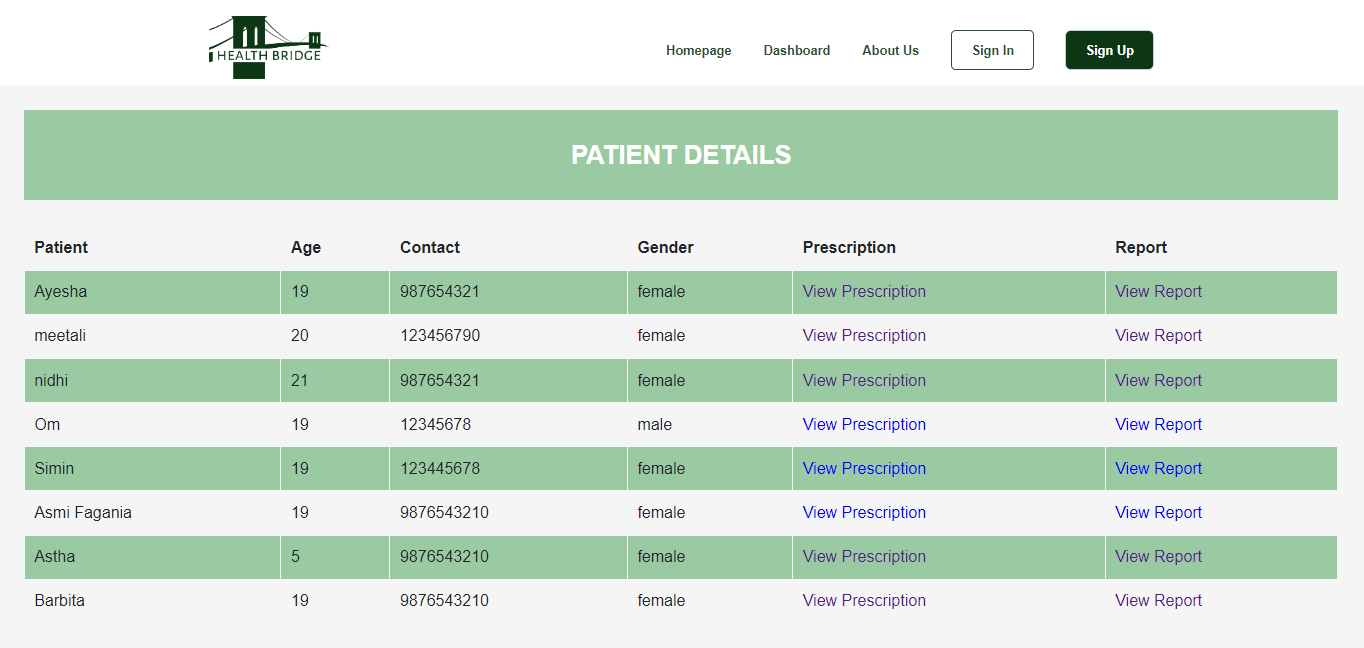 HEALTH BRIDGE
Homepage Dashboard About Us Sign In Sign Up
PATIENT DETAILS
Patient Age Contact Gender Prescription Report
Ayesha 19 987654321 female View Prescription View Report
meetali 20 123456790 female View Prescription View Report
nidhi 21 987654321 female View Prescription View Report
Om 19 12345678 male View Prescription View Report
Simin 19 123445678 female View Prescription View Report
Asmi Fagania 19 9876543210 female View Prescription View Report
Astha 5 9876543210 female View Prescription View Report
Barbita 19 9876543210 female View Prescription View Report